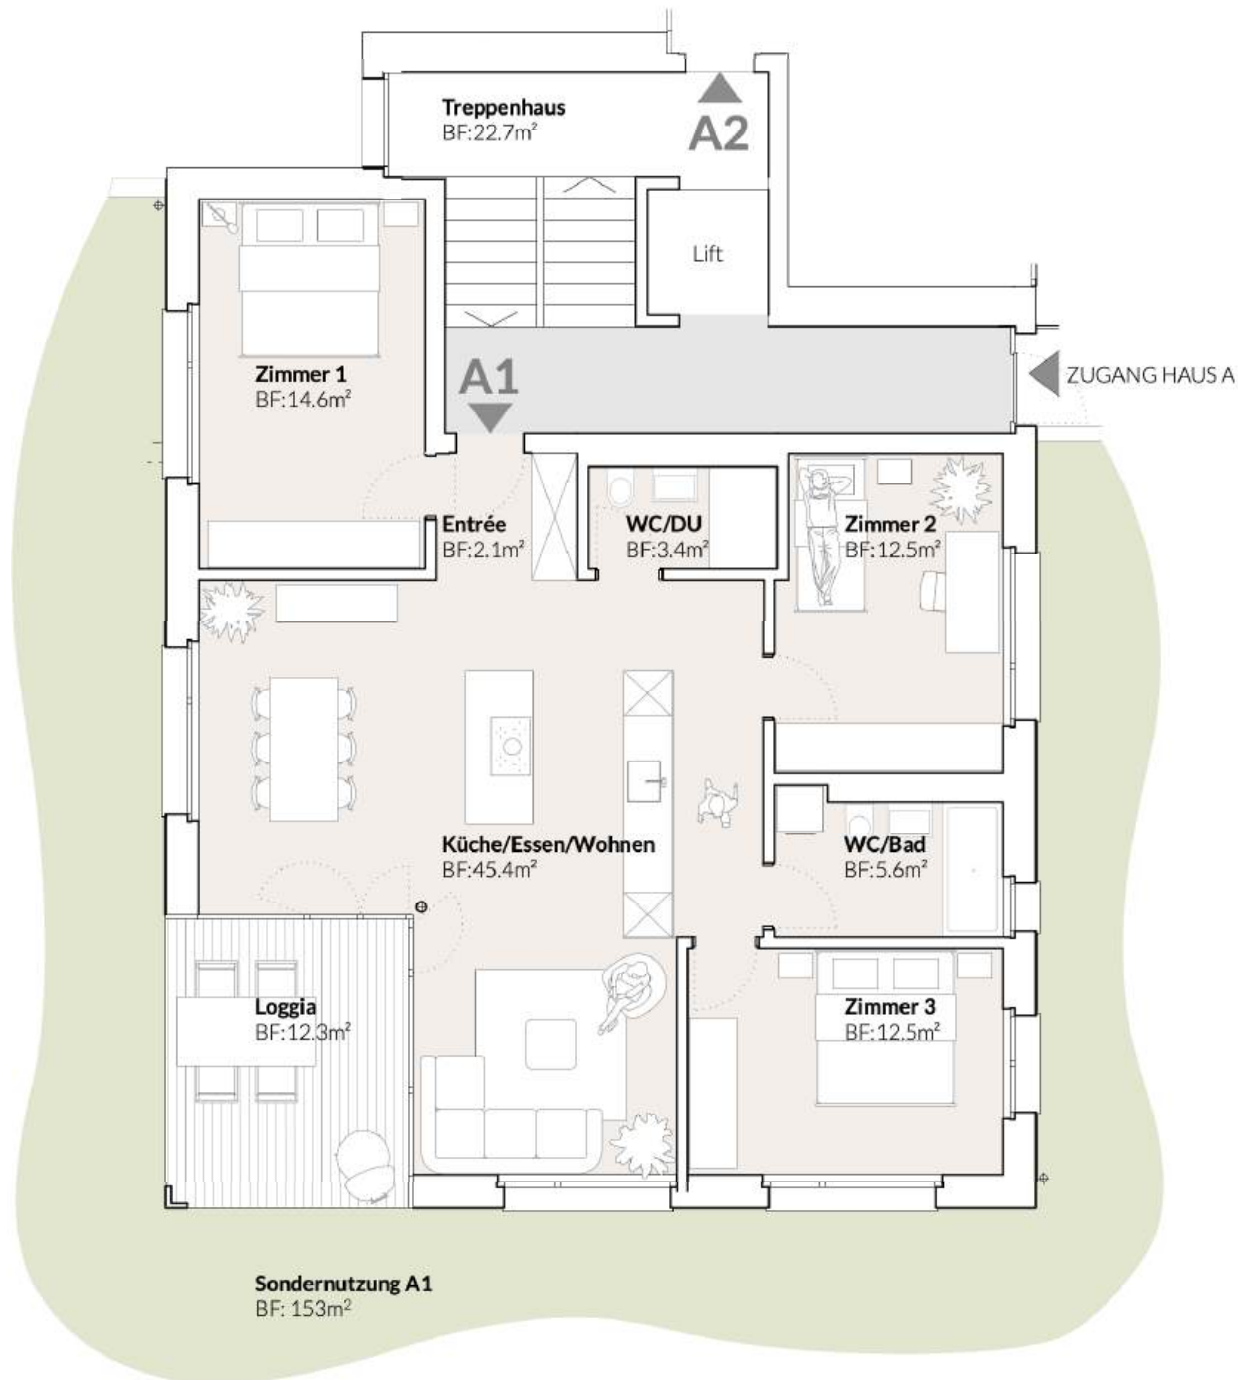 Treppenhaus
BF:22.7m²
A2
Lift
Zimmer 1
BF:14.6m²
A1
ZUGANG HAUS A
Entrée
BF:2.1m²
WC/DU
BF:3.4m²
Zimmer 2
BF:12.5m²
Küche/Essen/Wohnen
BF:45.4m²
WC/Bad
BF:5.6m²
Loggia
BF:12.3m²
Zimmer 3
BF:12.5m²
Sondernutzung A1
BF: 153m²